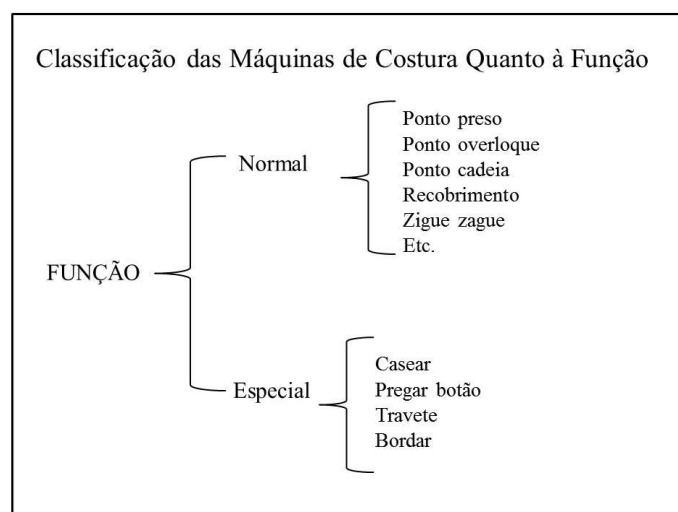 Classificação das Máquinas de Costura Quanto à Função
FUNÇÃO
Normal
Ponto preso
Ponto overloque
Ponto cadeia
Recobrimento
Zigue zague
Etc.
Especial
Casear
Pregar botão
Travete
Bordar